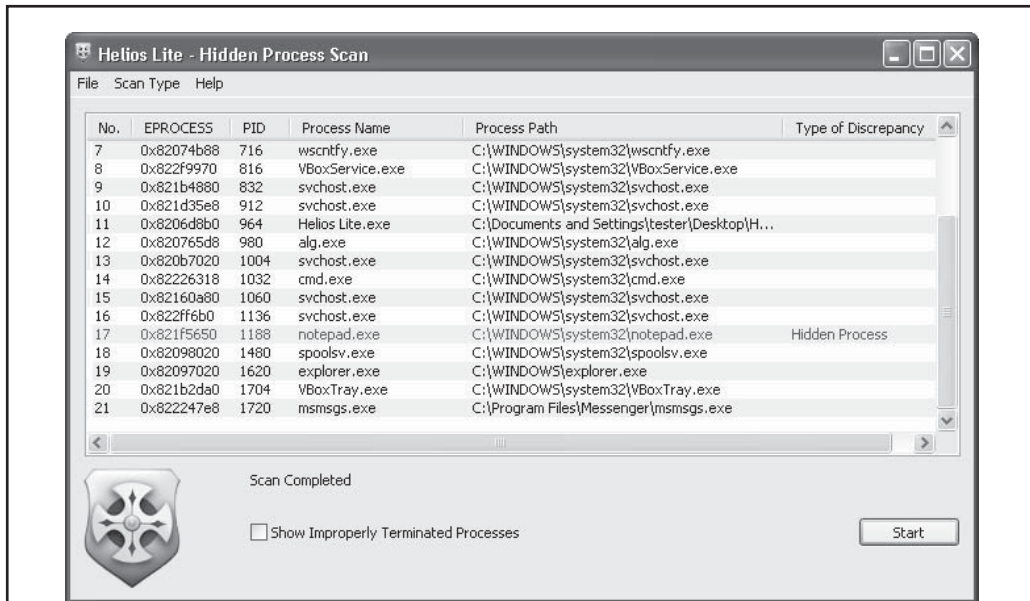 Helios Lite - Hidden Process Scan
File Scan Type Help
No. EPROCESS PID Process Name Process Path Type of Discrepancy
7 0x82074b88 716 wscntfy.exe C:\WINDOWS\system32\wscntfy.exe
8 0x822f9970 816 VBoxService.exe C:\WINDOWS\system32\VBoxService.exe
9 0x821b4880 832 svchost.exe C:\WINDOWS\system32\svchost.exe
10 0x821d35e8 912 svchost.exe C:\WINDOWS\system32\svchost.exe
11 0x8206d8b0 964 Helios Lite.exe C:\Documents and Settings\tester\Desktop\H...
12 0x820765d8 980 alg.exe C:\WINDOWS\system32\alg.exe
13 0x820b7020 1004 svchost.exe C:\WINDOWS\system32\svchost.exe
14 0x82226318 1032 cmd.exe C:\WINDOWS\system32\cmd.exe
15 0x82160a80 1060 svchost.exe C:\WINDOWS\system32\svchost.exe
16 0x822ff6b0 1136 svchost.exe C:\WINDOWS\system32\svchost.exe
17 0x821f5650 1188 notepad.exe C:\WINDOWS\system32\notepad.exe Hidden Process
18 0x82098020 1480 spoolsv.exe C:\WINDOWS\system32\spoolsv.exe
19 0x82097020 1620 explorer.exe C:\WINDOWS\explorer.exe
20 0x821b2da0 1704 VBoxTray.exe C:\WINDOWS\system32\VBoxTray.exe
21 0x822247e8 1720 msmsgs.exe C:\Program Files\Messenger\msmsgs.exe
Scan Completed
Show Improperly Terminated Processes
Start